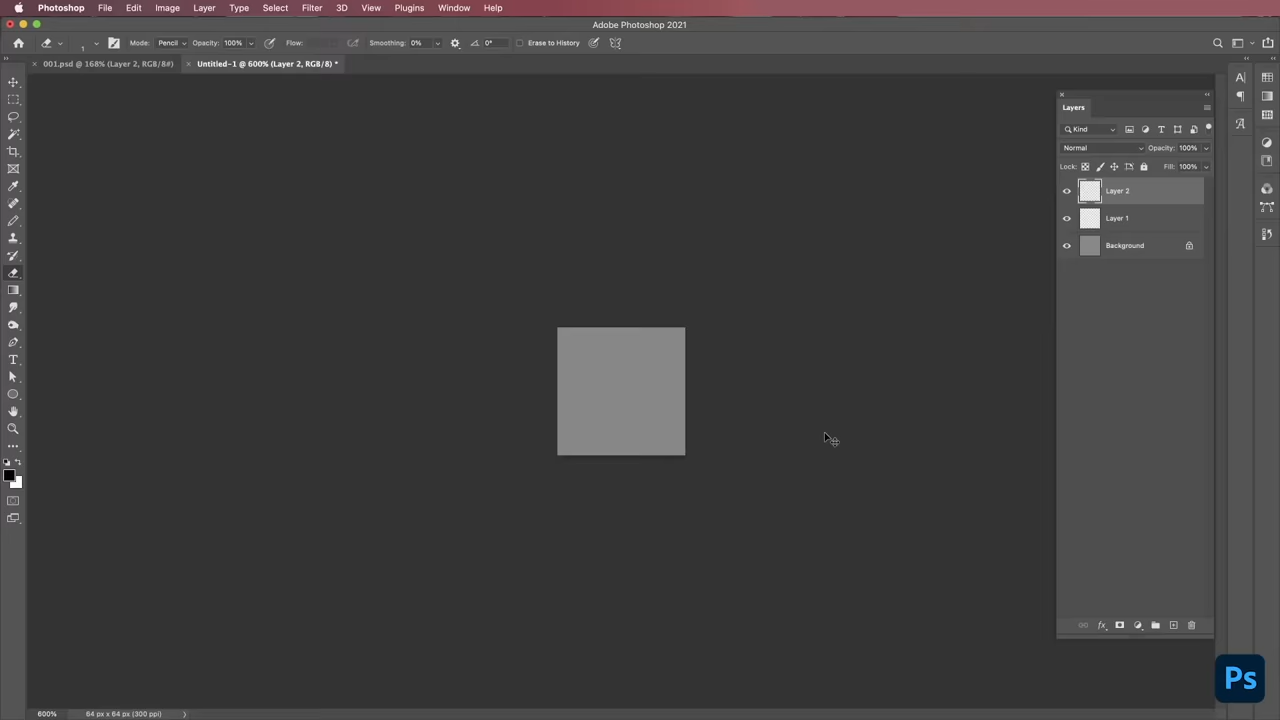 Photoshop File Edit Image Layer Type Select Filter 3D View Plugins Window Help
Adobe Photoshop 2021
1 Mode: Pencil Opacity: 100% Flow: Smoothing: 0% 0° Erase to History
001.psd @ 168% (Layer 2, RGB/8#) Untitled-1 @ 600% (Layer 2, RGB/8) *
Layers
Kind
Normal Opacity: 100%
Lock: Fill: 100%
Layer 2
Layer 1
Background
fx
Ps
600% 64 px x 64 px (300 ppi)